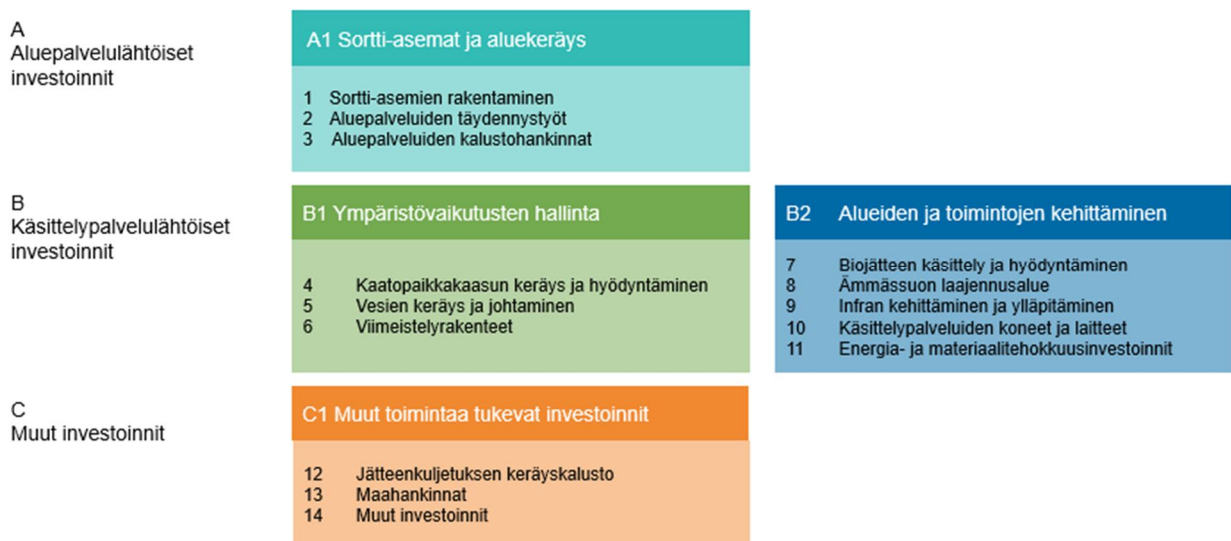 A
Aluepalvelulähtöiset
investoinnit
A1 Sortti-asemat ja aluekeräys
1 Sortti-asemien rakentaminen
2 Aluepalveluiden täydennystyöt
3 Aluepalveluiden kalustohankinnat
B
Käsittelypalvelulähtöiset
investoinnit
B1 Ympäristövaikutusten hallinta
4 Kaatopaikkakaasun keräys ja hyödyntäminen
5 Vesien keräys ja johtaminen
6 Viimeistelyrakenteet
B2 Alueiden ja toimintojen kehittäminen
7 Biojätteen käsittely ja hyödyntäminen
8 Ämmässuon laajennusalue
9 Infran kehittäminen ja ylläpitäminen
10 Käsittelypalveluiden koneet ja laitteet
11 Energia- ja materiaalitehokkuusinvestoinnit
C
Muut investoinnit
C1 Muut toimintaa tukevat investoinnit
12 Jätteenkuljetuksen keräyskalusto
13 Maahankinnat
14 Muut investoinnit